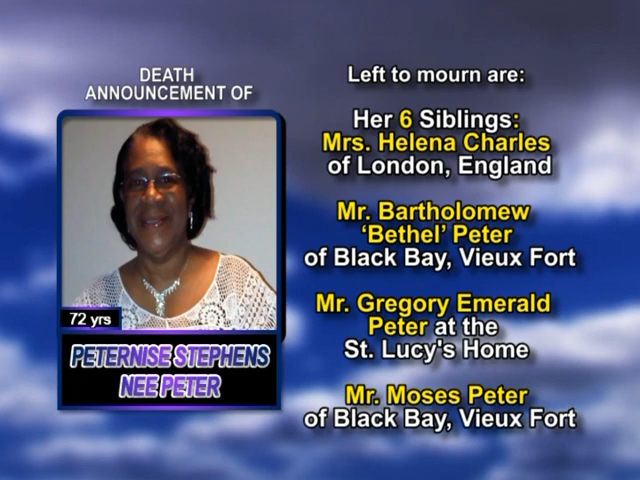 DEATH
ANNOUNCEMENT OF
72 yrs
PETERNISE STEPHENS
NEE PETER
Left to mourn are:
Her 6 Siblings:
Mrs. Helena Charles
of London, England
Mr. Bartholomew
‘Bethel’ Peter
of Black Bay, Vieux Fort
Mr. Gregory Emerald
Peter at the
St. Lucy's Home
Mr. Moses Peter
of Black Bay, Vieux Fort